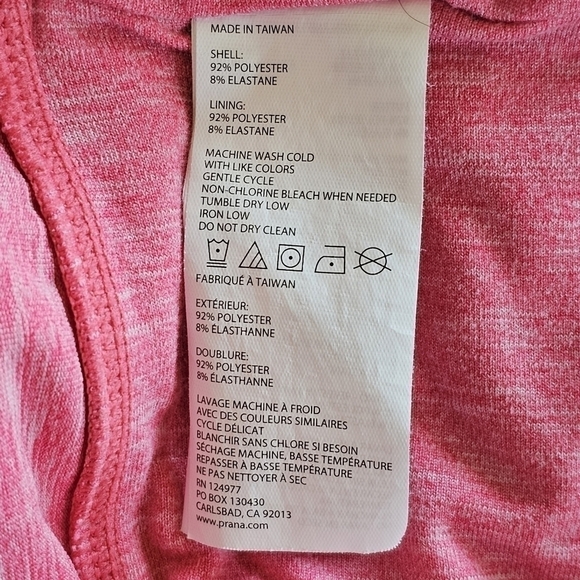 MADE IN TAIWAN
SHELL:
92% POLYESTER
8% ELASTANE
LINING:
92% POLYESTER
8% ELASTANE
MACHINE WASH COLD
WITH LIKE COLORS
GENTLE CYCLE
NON-CHLORINE BLEACH WHEN NEEDED
TUMBLE DRY LOW
IRON LOW
DO NOT DRY CLEAN
FABRIQUÉ À TAIWAN
EXTÉRIEUR:
92% POLYESTER
8% ÉLASTHANNE
DOUBLURE:
92% POLYESTER
8% ÉLASTHANNE
LAVAGE MACHINE À FROID
AVEC DES COULEURS SIMILAIRES
CYCLE DÉLICAT
BLANCHIR SANS CHLORE SI BESOIN
SÉCHAGE MACHINE, BASSE TEMPÉRATURE
REPASSER À BASSE TEMPÉRATURE
NE PAS NETTOYER À SEC
RN 124977
PO BOX 130430
CARLSBAD, CA 92013
www.prana.com